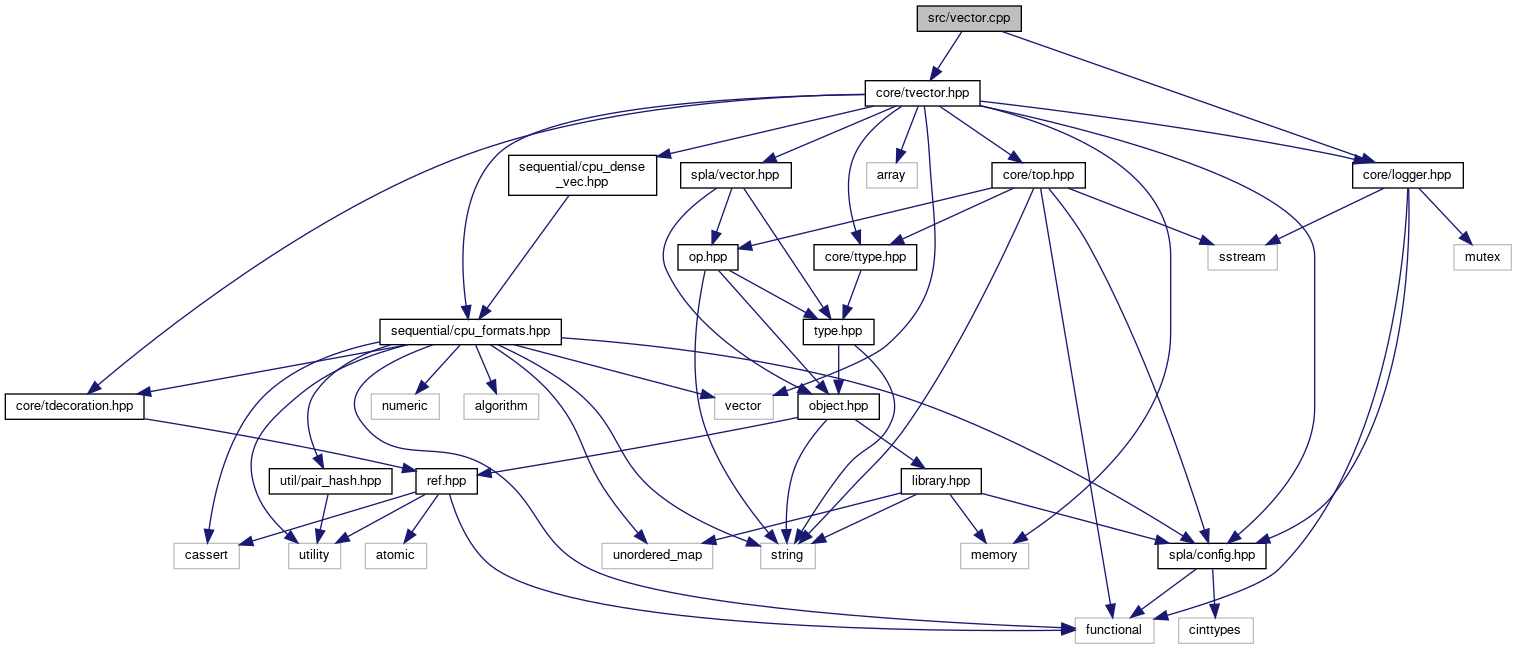 src/vector.cpp
core/tvector.hpp
sequential/cpu_dense
_vec.hpp
spla/vector.hpp
array
core/top.hpp
core/logger.hpp
op.hpp
core/ttype.hpp
sstream
mutex
sequential/cpu_formats.hpp
type.hpp
core/tdecoration.hpp
numeric
algorithm
vector
object.hpp
util/pair_hash.hpp
ref.hpp
library.hpp
cassert
utility
atomic
unordered_map
string
memory
spla/config.hpp
functional
cinttypes